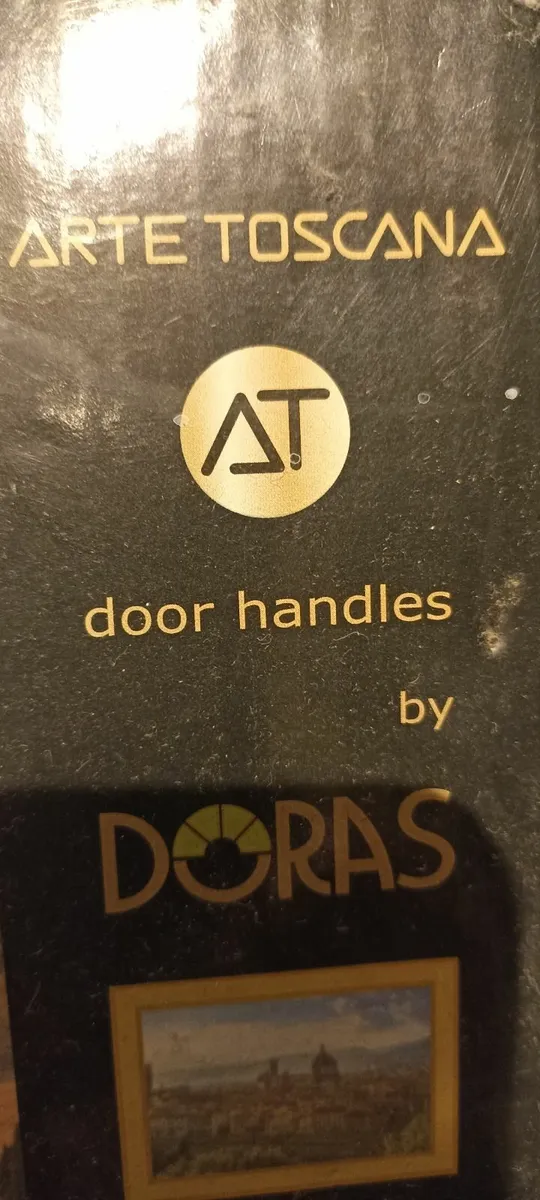 ARTE TOSCANA
AT
door handles
by
DORAS